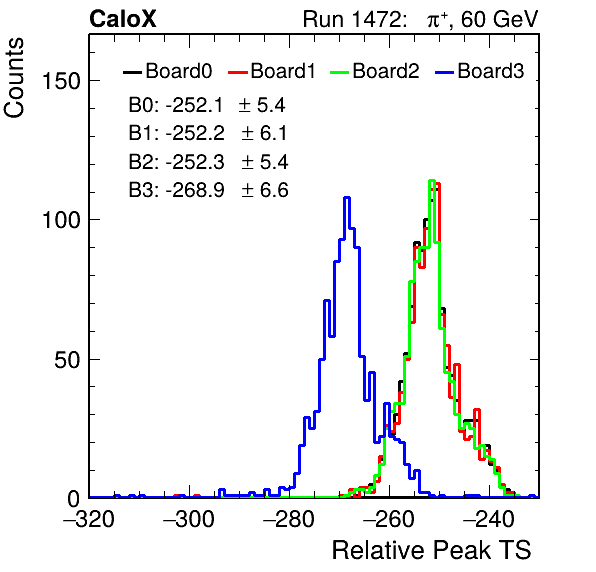 CaloX Run 1472: π⁺, 60 GeV
Counts
Board0 Board1 Board2 Board3
B0: -252.1 ± 5.4
B1: -252.2 ± 6.1
B2: -252.3 ± 5.4
B3: -268.9 ± 6.6
150
100
50
0
−320 −300 −280 −260 −240
Relative Peak TS